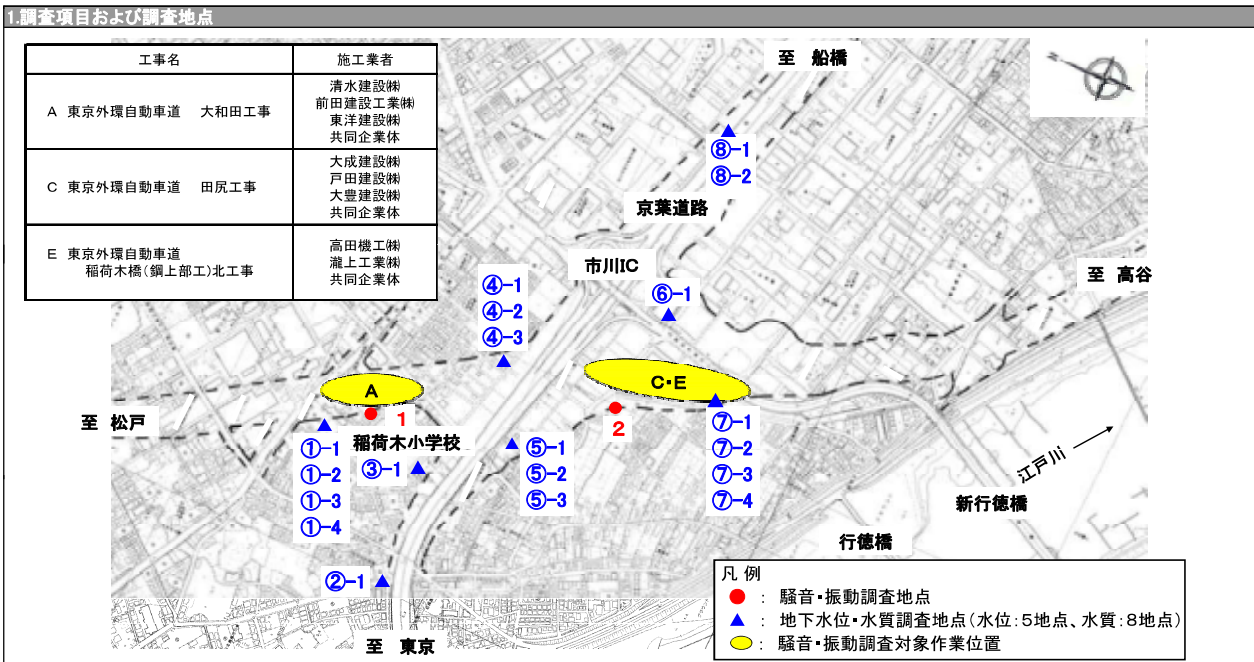 1.調査項目および調査地点
工事名
施工業者
A 東京外環自動車道 大和田工事
清水建設㈱
前田建設工業㈱
東洋建設㈱
共同企業体
C 東京外環自動車道 田尻工事
大成建設㈱
戸田建設㈱
大豊建設㈱
共同企業体
E 東京外環自動車道
稲荷木橋(鋼上部工)北工事
高田機工㈱
瀧上工業㈱
共同企業体
至 船橋
⑧-1
⑧-2
京葉道路
市川IC
至 高谷
④-1
④-2
④-3
⑥-1
A
C・E
至 松戸
1
2
稲荷木小学校
①-1
①-2
①-3
①-4
③-1
⑤-1
⑤-2
⑤-3
⑦-1
⑦-2
⑦-3
⑦-4
江戸川
新行徳橋
行徳橋
②-1
至 東京
凡例
: 騒音・振動調査地点
: 地下水位・水質調査地点(水位:5地点、水質:8地点)
: 騒音・振動調査対象作業位置